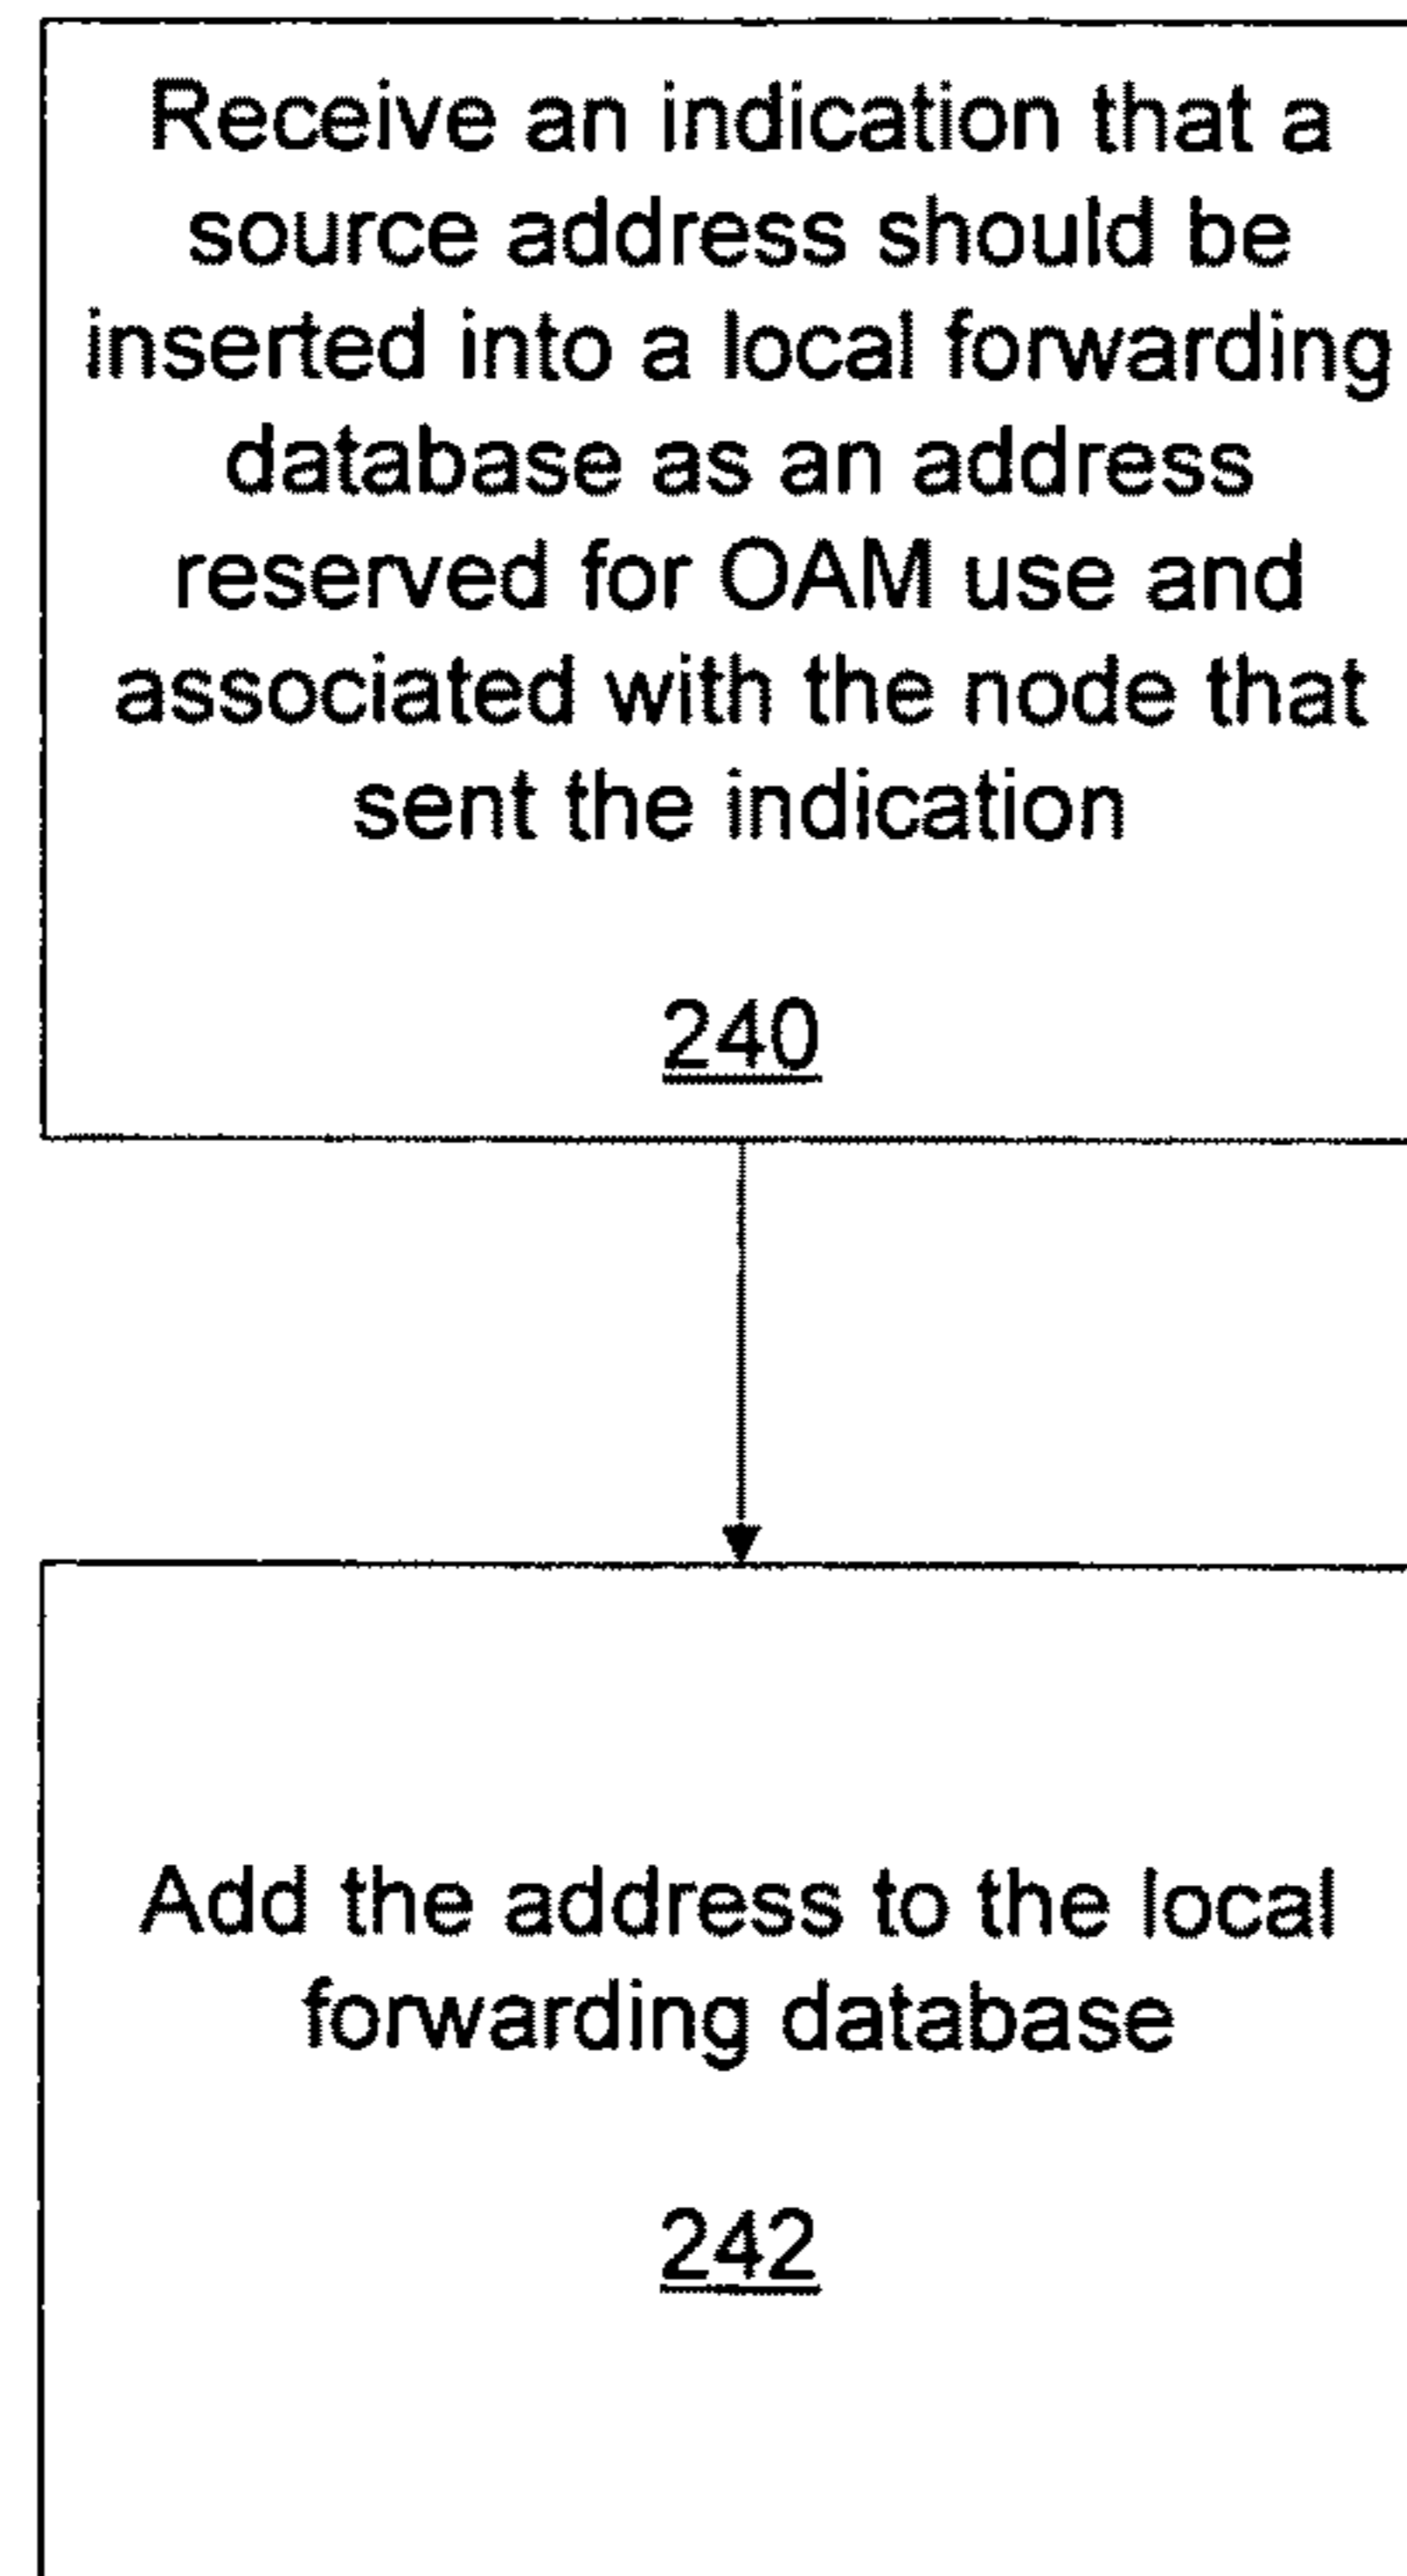 Receive an indication that a
source address should be
inserted into a local forwarding
database as an address
reserved for OAM use and
associated with the node that
sent the indication
240
Add the address to the local
forwarding database
242